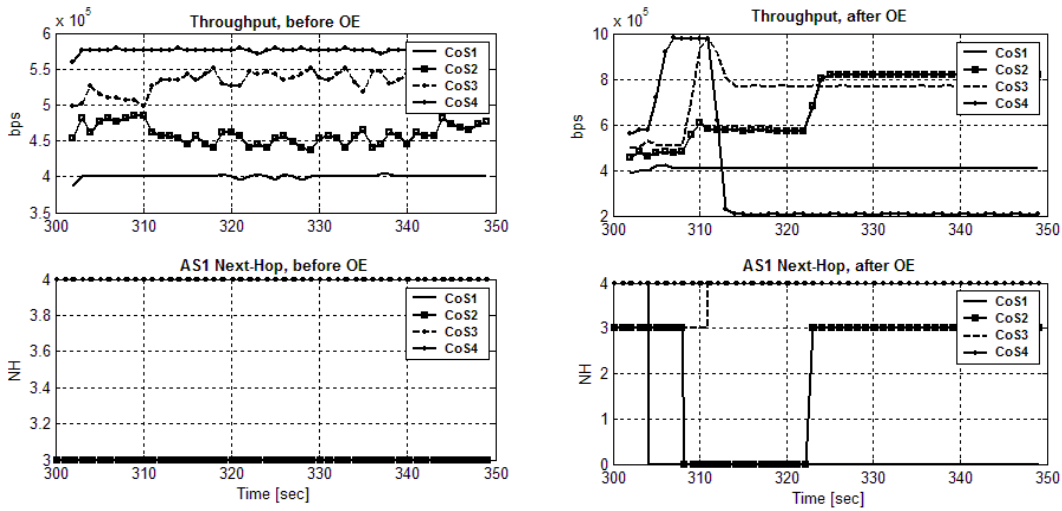 Throughput, before OE
x 10^5
6
5.5
5
4.5
4
3.5
bps
300 310 320 330 340 350
CoS1
CoS2
CoS3
CoS4
AS1 Next-Hop, before OE
4
3.8
3.6
3.4
3.2
3
NH
300 310 320 330 340 350
Time [sec]
CoS1
CoS2
CoS3
CoS4
Throughput, after OE
x 10^5
10
8
6
4
2
bps
300 310 320 330 340 350
CoS1
CoS2
CoS3
CoS4
AS1 Next-Hop, after OE
4
3
2
1
0
NH
300 310 320 330 340 350
Time [sec]
CoS1
CoS2
CoS3
CoS4